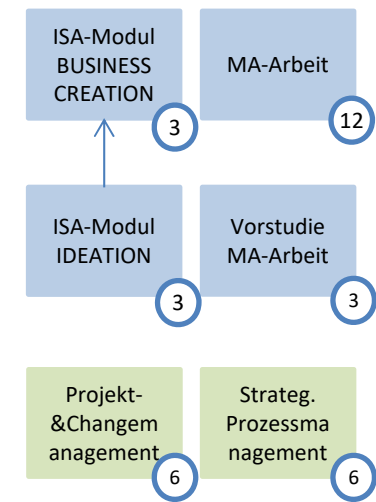 ISA-Modul
BUSINESS
CREATION
3
MA-Arbeit
12
ISA-Modul
IDEATION
3
Vorstudie
MA-Arbeit
3
Projekt-
&Changem
anagement
6
Strateg.
Prozessma
nagement
6